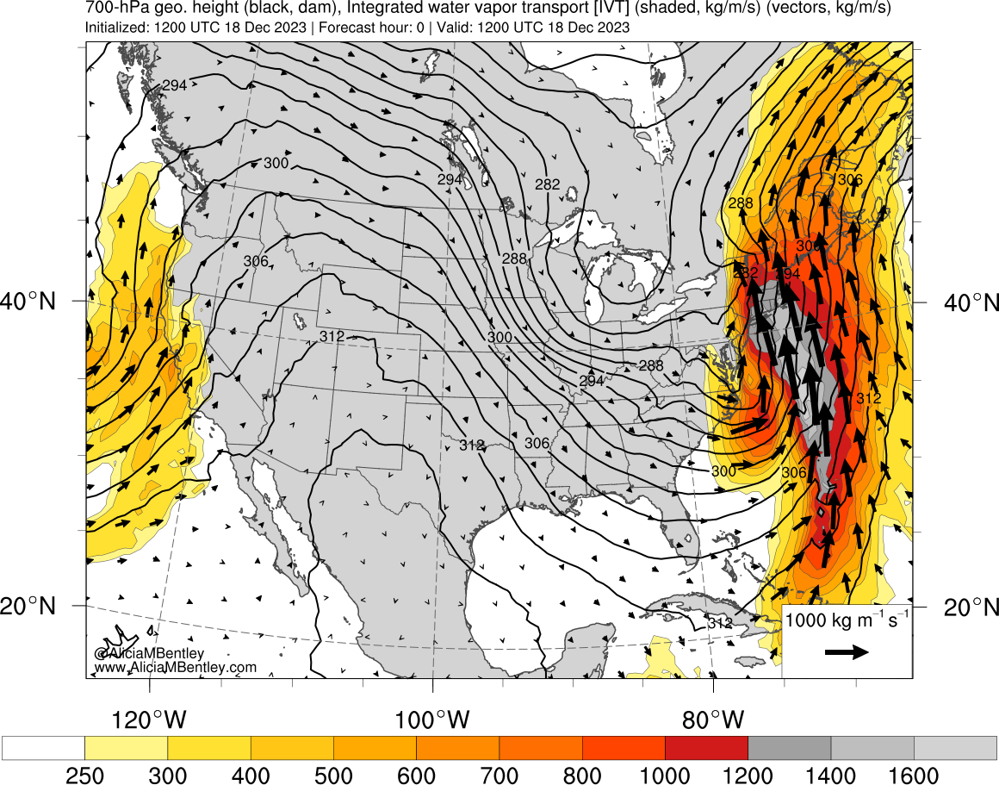 700-hPa geo. height (black, dam), Integrated water vapor transport [IVT] (shaded, kg/m/s) (vectors, kg/m/s)
Initialized: 1200 UTC 18 Dec 2023 | Forecast hour: 0 | Valid: 1200 UTC 18 Dec 2023
294
300
294
282
306
288
306
288
306
282
294
40°N
40°N
312
300
288
294
312
312
306
300
306
20°N
20°N
312
1000 kg m⁻¹ s⁻¹
@AliciaMBentley
www.AliciaMBentley.com
120°W
100°W
80°W
250 300 400 500 600 700 800 1000 1200 1400 1600